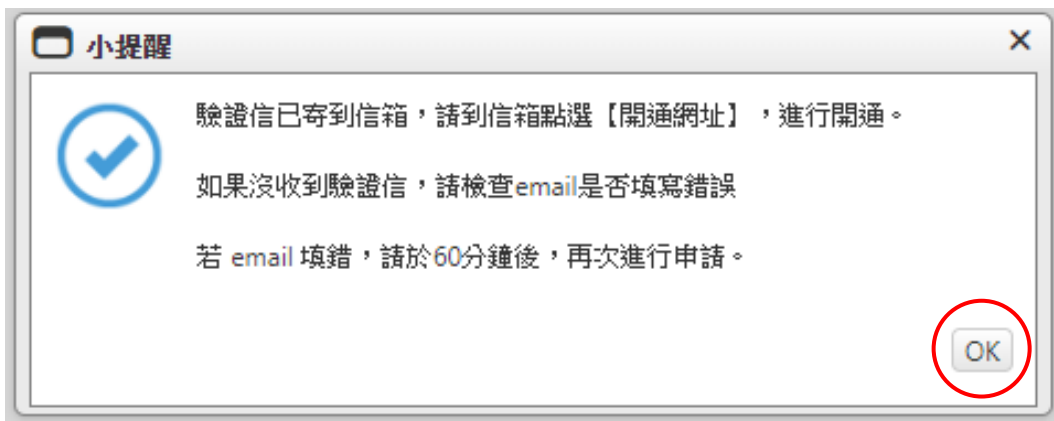 小提醒
驗證信已寄到信箱，請到信箱點選【開通網址】，進行開通。
如果沒收到驗證信，請檢查email是否填寫錯誤
若 email 填錯，請於60分鐘後，再次進行申請。
OK